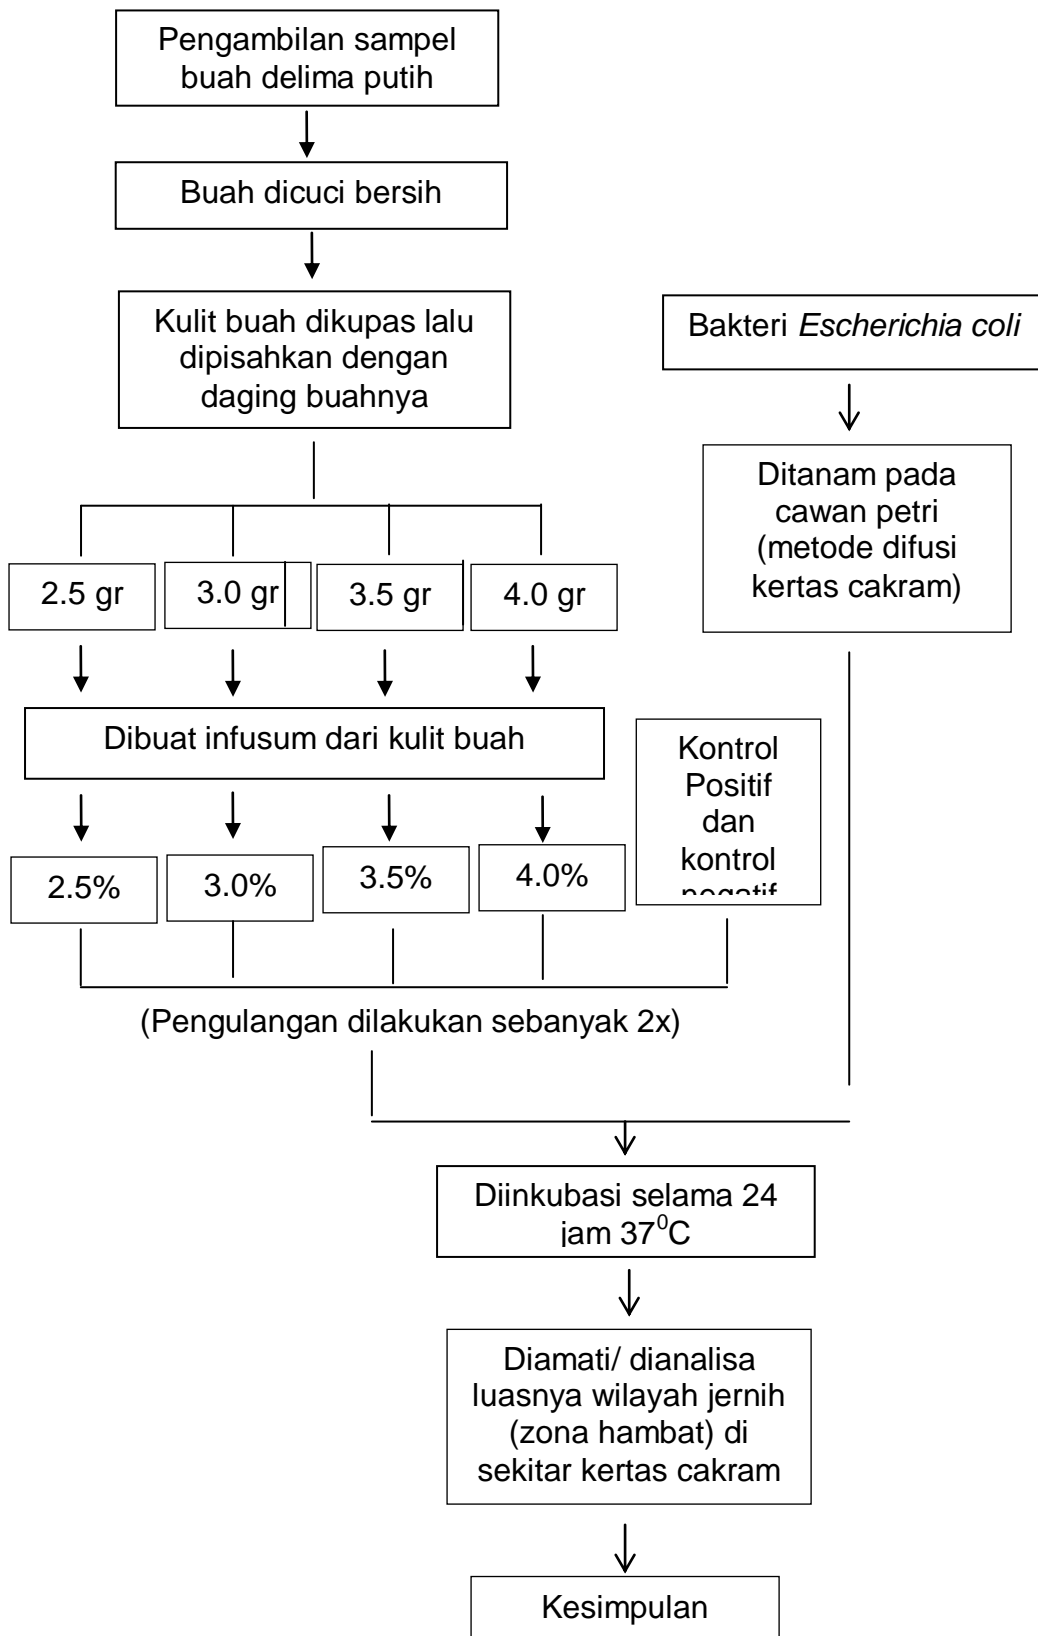 Pengambilan sampel
buah delima putih
Buah dicuci bersih
Kulit buah dikupas lalu
dipisahkan dengan
daging buahnya
Bakteri Escherichia coli
Ditanam pada
cawan petri
(metode difusi
kertas cakram)
2.5 gr
3.0 gr
3.5 gr
4.0 gr
Dibuat infusum dari kulit buah
Kontrol
Positif
dan
kontrol
negatif
2.5%
3.0%
3.5%
4.0%
(Pengulangan dilakukan sebanyak 2x)
Diinkubasi selama 24
jam 37⁰C
Diamati/ dianalisa
luasnya wilayah jernih
(zona hambat) di
sekitar kertas cakram
Kesimpulan